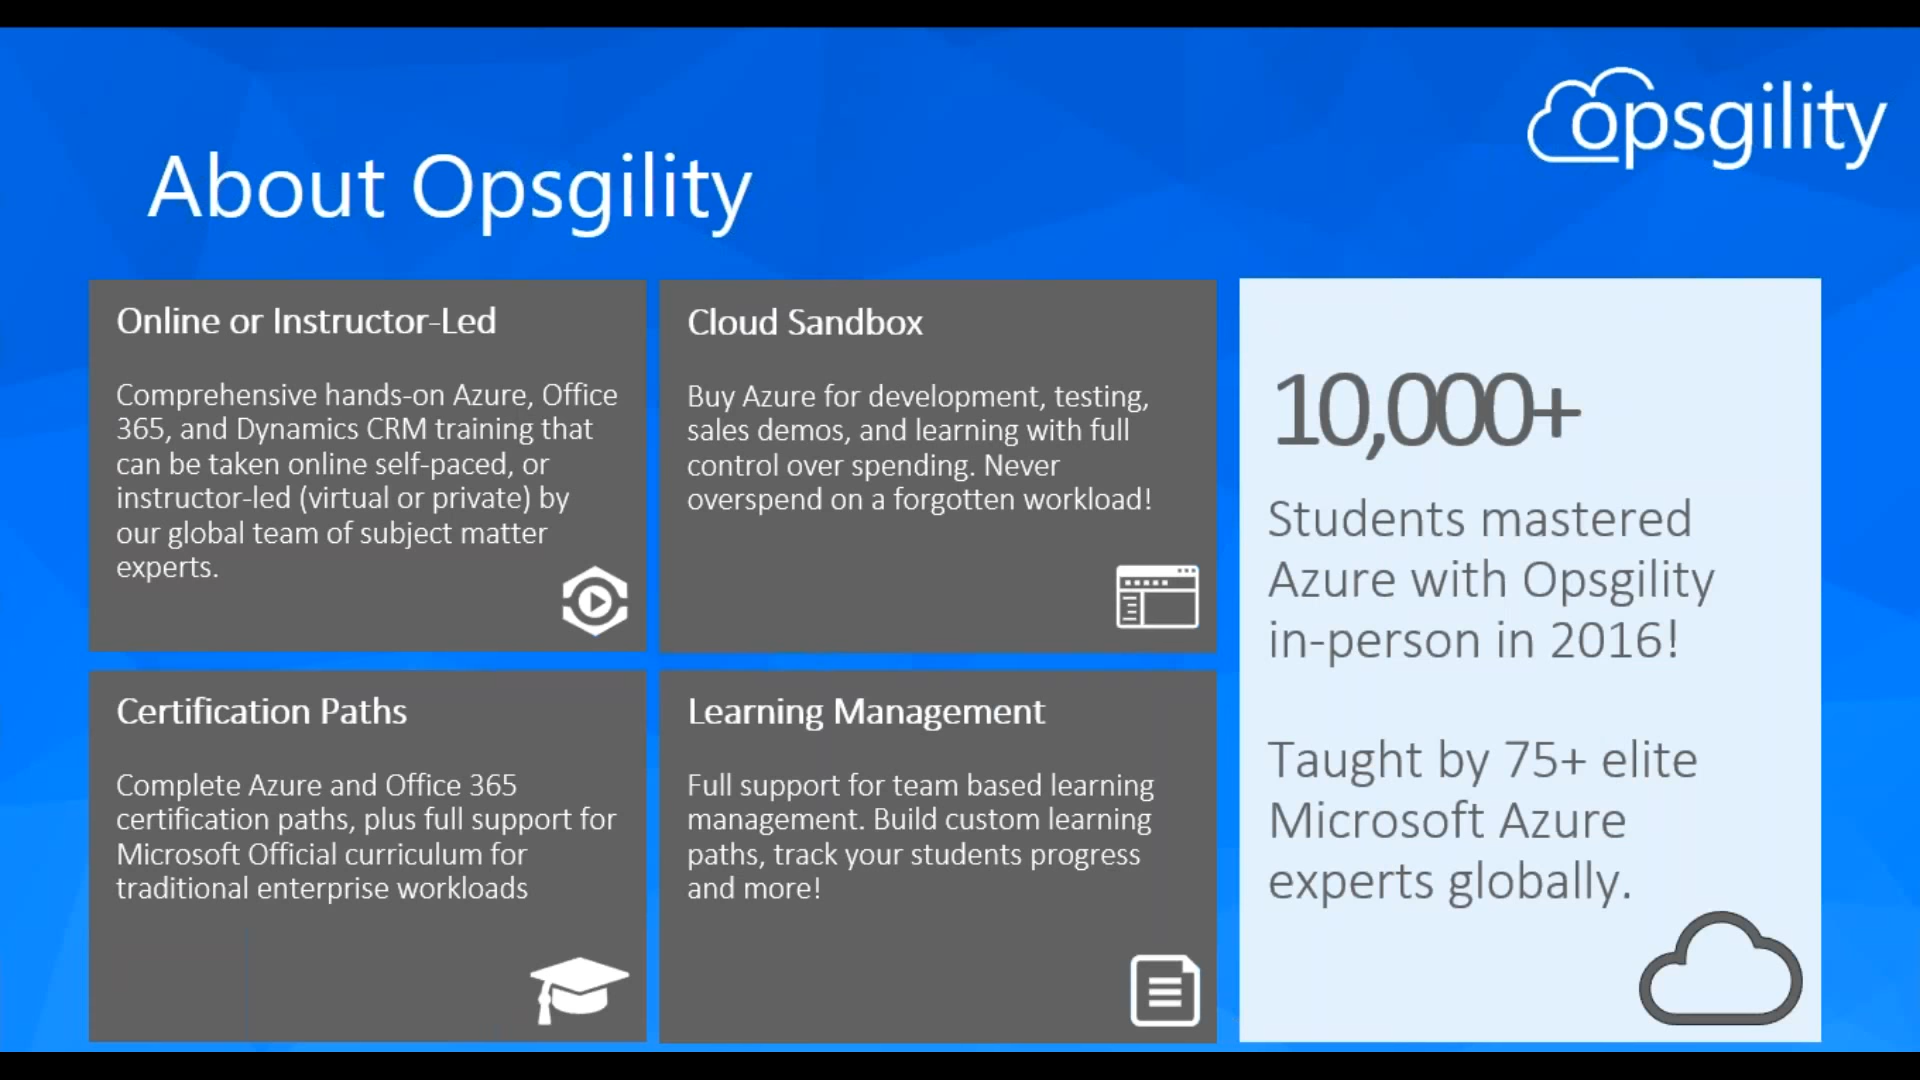 opsgility
About Opsgility
Online or Instructor-Led
Comprehensive hands-on Azure, Office
365, and Dynamics CRM training that
can be taken online self-paced, or
instructor-led (virtual or private) by
our global team of subject matter
experts.
Cloud Sandbox
Buy Azure for development, testing,
sales demos, and learning with full
control over spending. Never
overspend on a forgotten workload!
Certification Paths
Complete Azure and Office 365
certification paths, plus full support for
Microsoft Official curriculum for
traditional enterprise workloads
Learning Management
Full support for team based learning
management. Build custom learning
paths, track your students progress
and more!
10,000+
Students mastered
Azure with Opsgility
in-person in 2016!
Taught by 75+ elite
Microsoft Azure
experts globally.